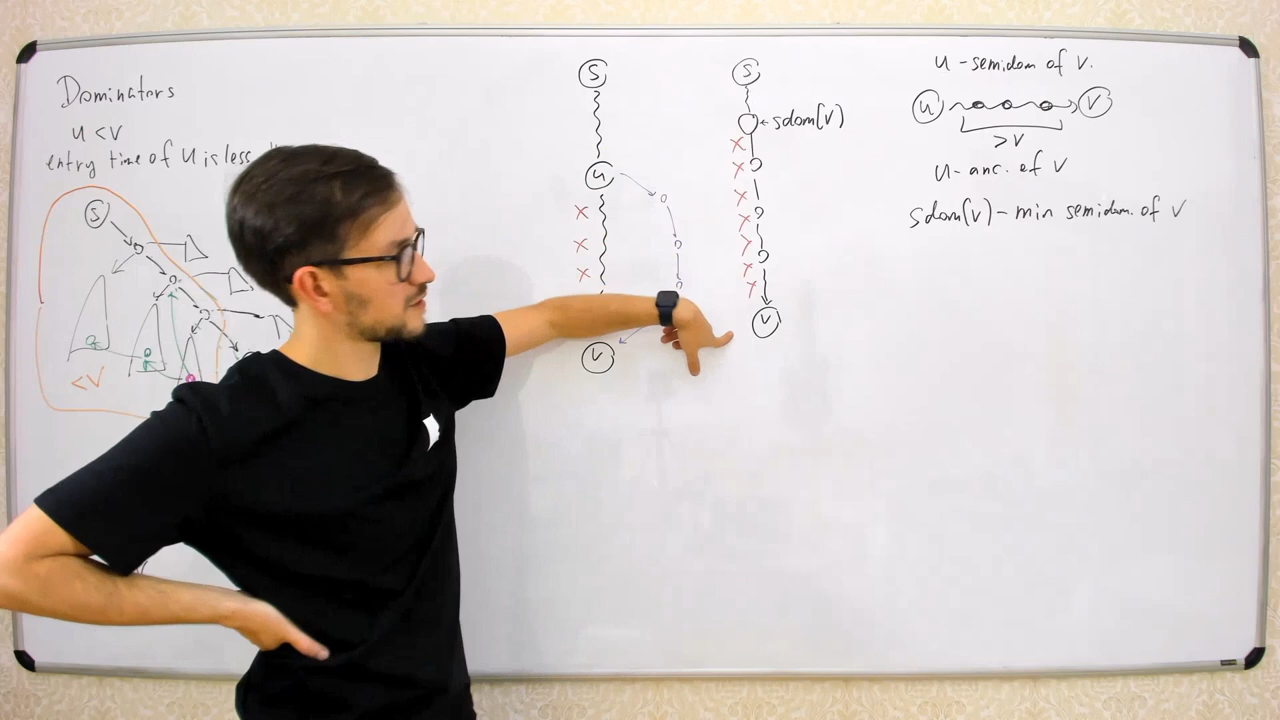 Dominators
u < v
entry time of u is less
S
<V
S
u
v
S
←sdom(v)
v
u - semidom of v.
u
v
>v
u - anc. of v
sdom(v) - min semidom. of v